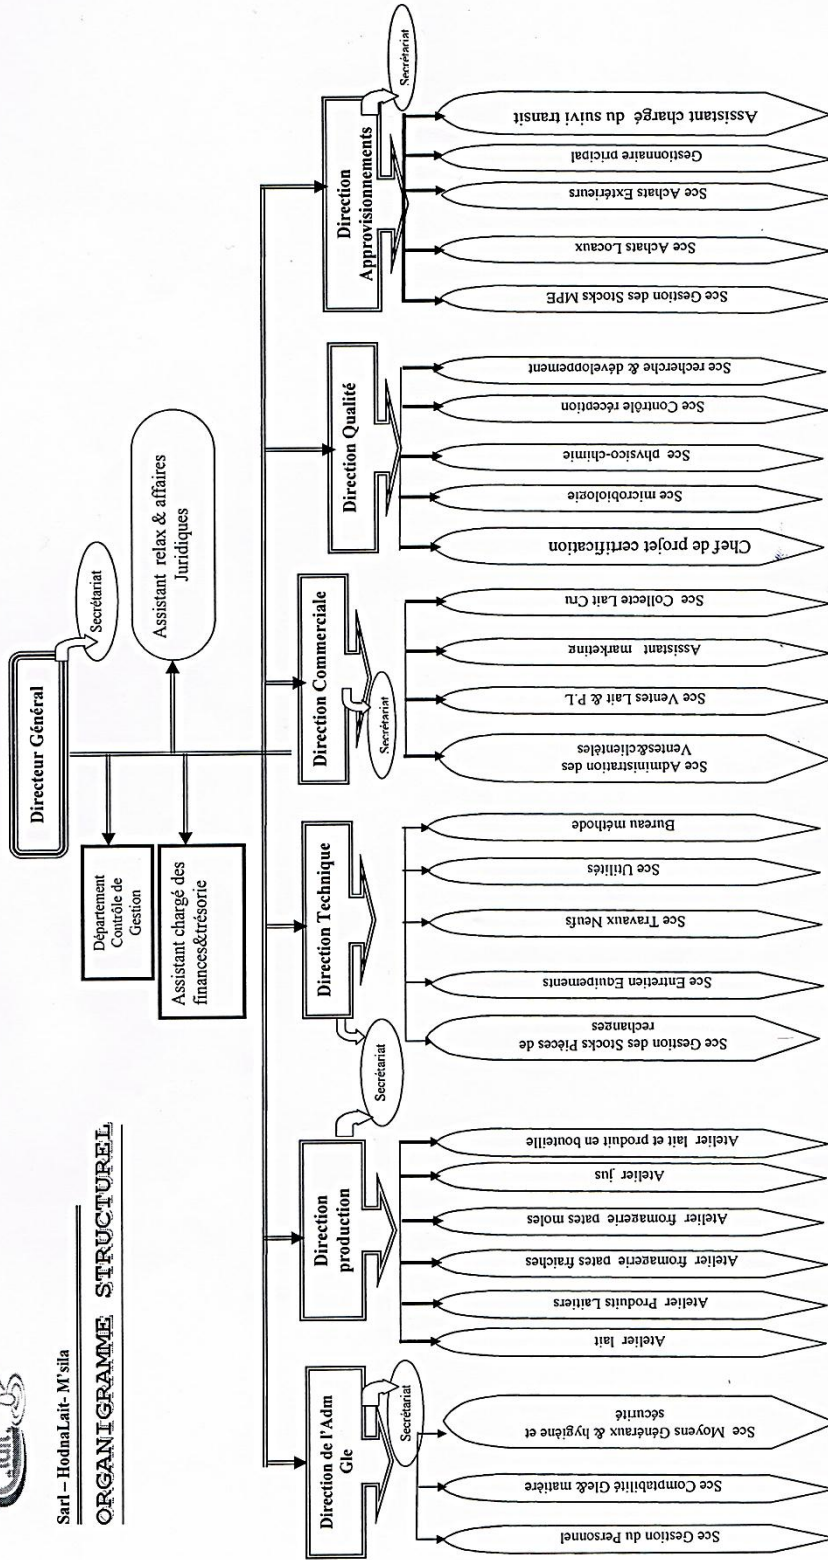 lait
Sarl – HodnaLait- M'sila
ORGANIGRAMME STRUCTUREL
Directeur Général
Secrétariat
Département
Contrôle de
Gestion
Assistant chargé des
finances&trésorie
Assistant relax & affaires
Juridiques
Direction de l'Adm
Gle
Secrétariat
Direction
production
Secrétariat
Direction Technique
Direction Commerciale
Secrétariat
Direction Qualité
Direction
Approvisionnements
Secrétariat
Sce Gestion du Personnel
Sce Comptabilité Gle& matière
Sce Moyens Généraux & hygiène et
sécurité
Atelier lait
Atelier Produits Laitiers
Atelier fromagerie pates fraiches
Atelier fromagerie pates moles
Atelier jus
Atelier lait et produit en bouteille
Sce Gestion des Stocks Pièces de
rechanges
Sce Entretien Equipements
Sce Travaux Neufs
Sce Utilités
Bureau méthode
Sce Administration des
Ventes&clientèles
Sce Ventes Lait & P.L
Assistant marketing
Sce Collecte Lait Cru
Chef de projet certification
Sce microbiologie
Sce physico-chimie
Sce Contrôle réception
Sce recherche & développement
Sce Gestion des Stocks MPE
Sce Achats Locaux
Sce Achats Extérieurs
Gestionnaire pricipal
Assistant chargé du suivi transit